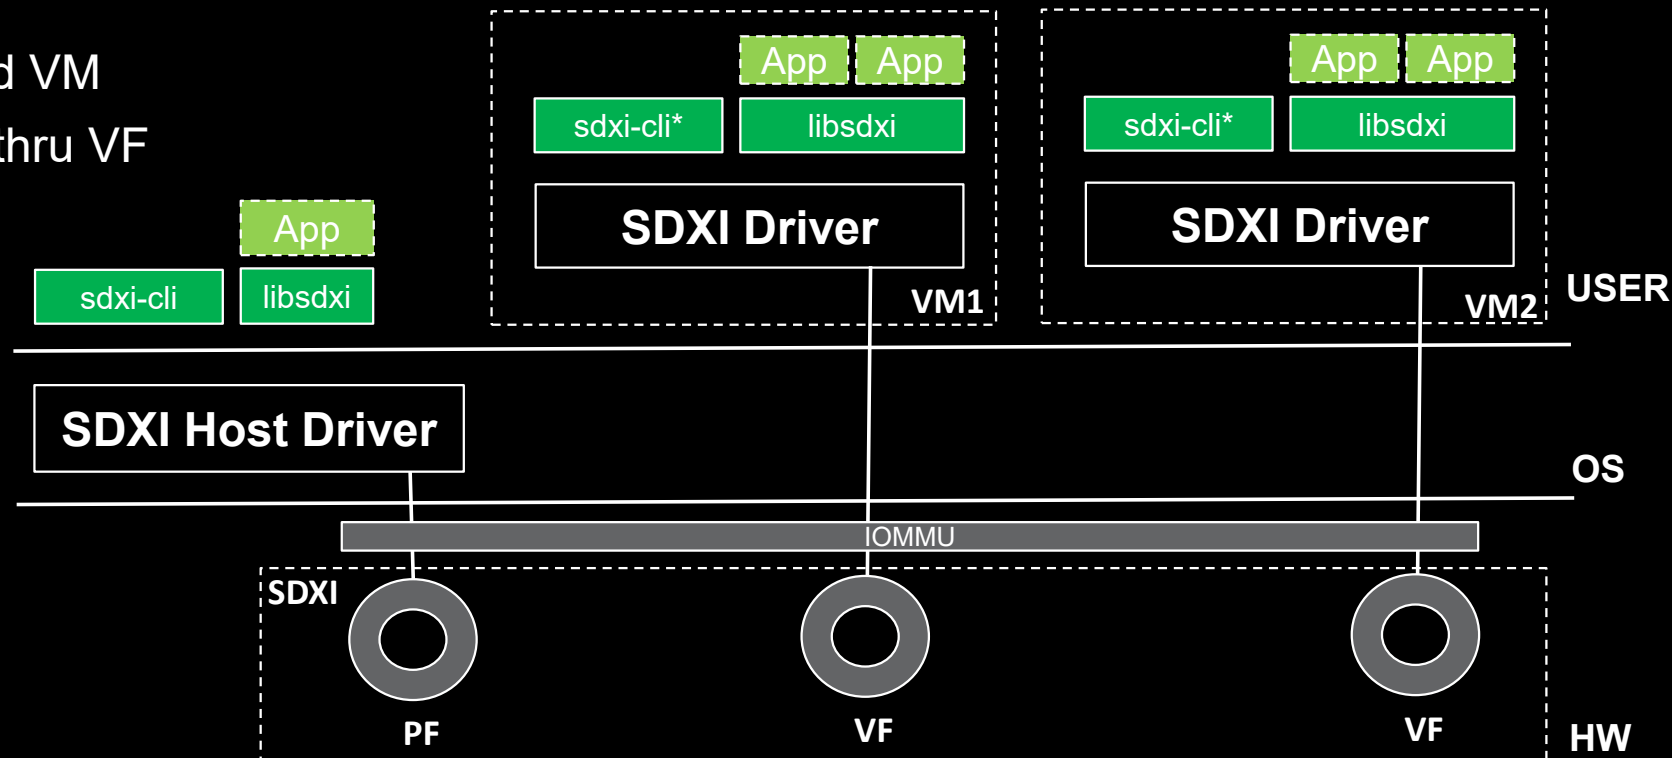 VM
thru VF
App
sdxi-cli
libsdxi
App App
sdxi-cli*
libsdxi
SDXI Driver
VM1
App App
sdxi-cli*
libsdxi
SDXI Driver
VM2
USER
SDXI Host Driver
OS
IOMMU
SDXI
PF
VF
VF
HW